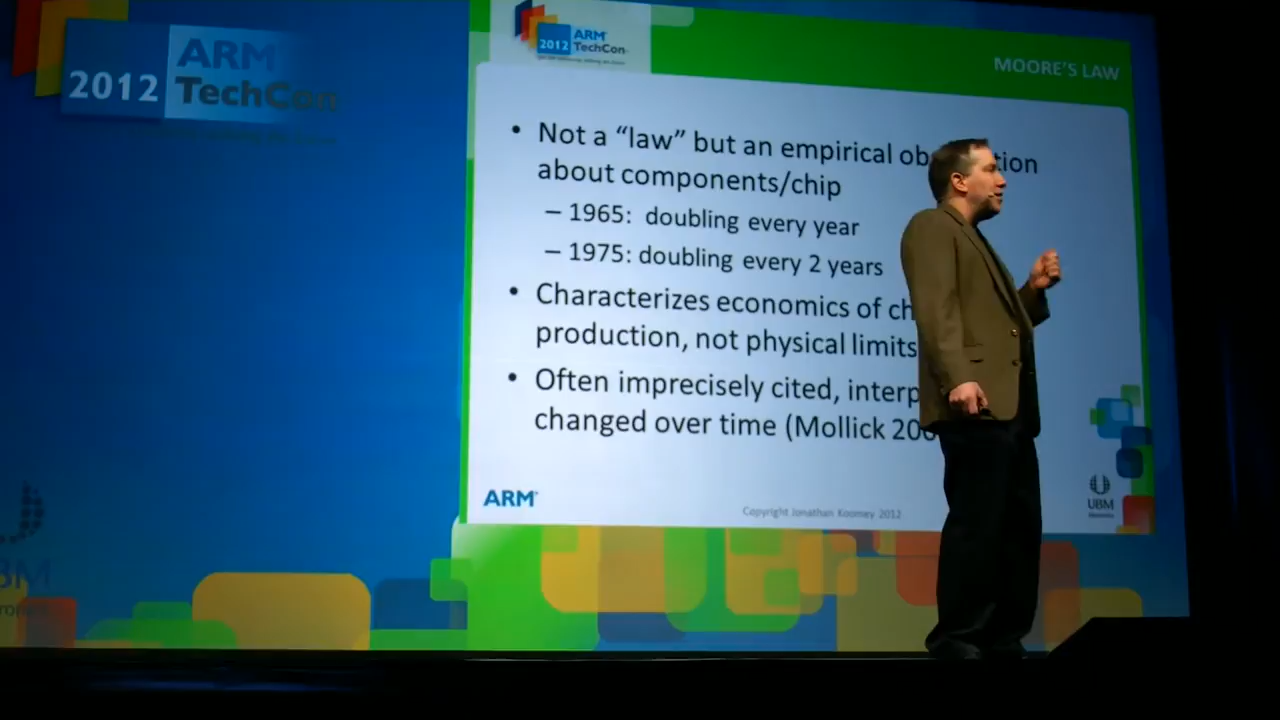 2012 ARM
TechCon
2012 ARM
TechCon
MOORE'S LAW
• Not a “law” but an empirical ob tion
about components/chip
– 1965: doubling every year
– 1975: doubling every 2 years
• Characterizes economics of ch
production, not physical limits
• Often imprecisely cited, interp
changed over time (Mollick 200
ARM
Copyright Jonathan Koomey 2012
UBM